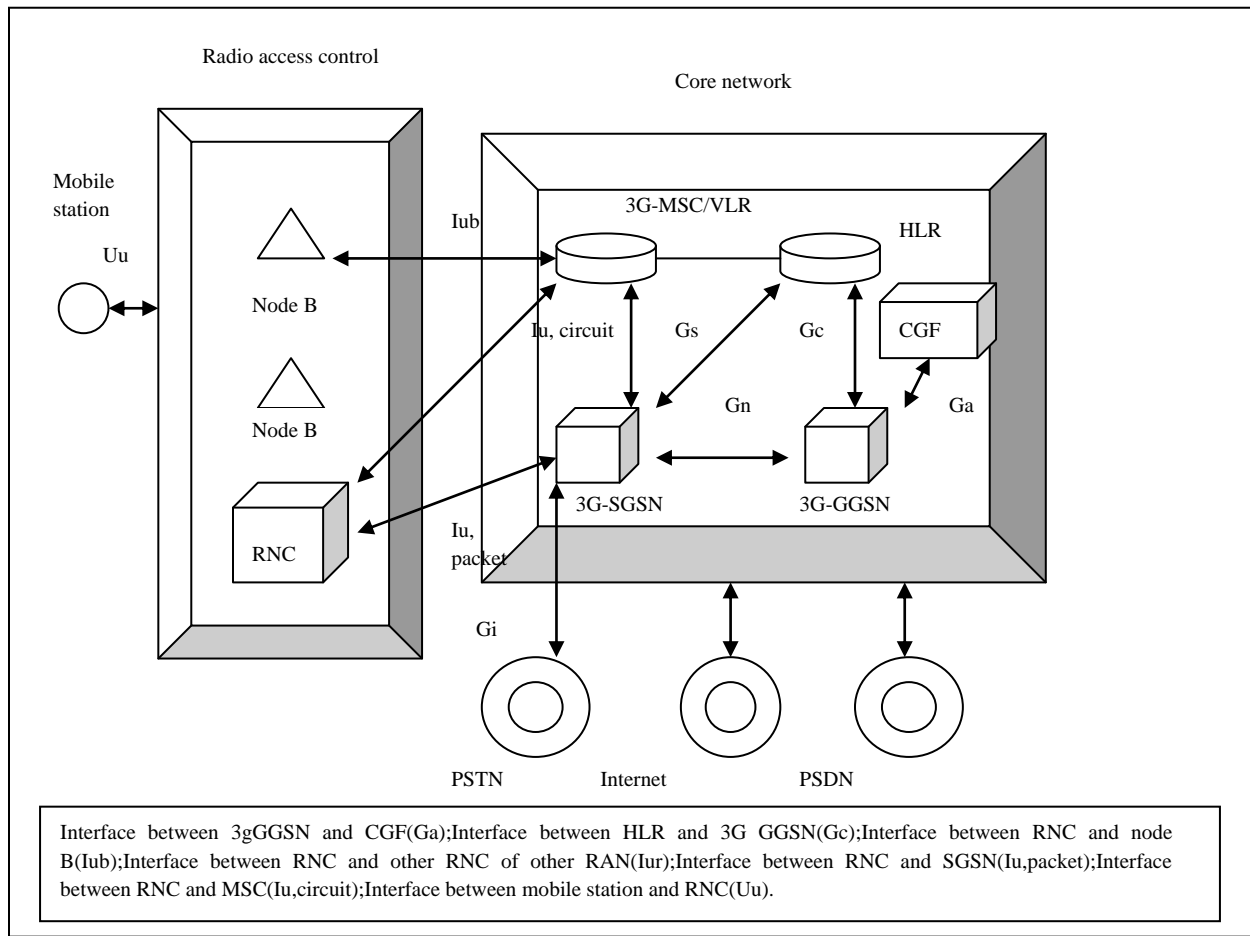 Radio access control
Core network
Mobile
station
Uu
Iub
3G-MSC/VLR
HLR
Node B
Iu, circuit
Gs
Gc
CGF
Node B
Gn
Ga
RNC
3G-SGSN
3G-GGSN
Iu,
packet
Gi
PSTN
Internet
PSDN
Interface between 3gGGSN and CGF(Ga);Interface between HLR and 3G GGSN(Gc);Interface between RNC and node
B(Iub);Interface between RNC and other RNC of other RAN(Iur);Interface between RNC and SGSN(Iu,packet);Interface
between RNC and MSC(Iu,circuit);Interface between mobile station and RNC(Uu).